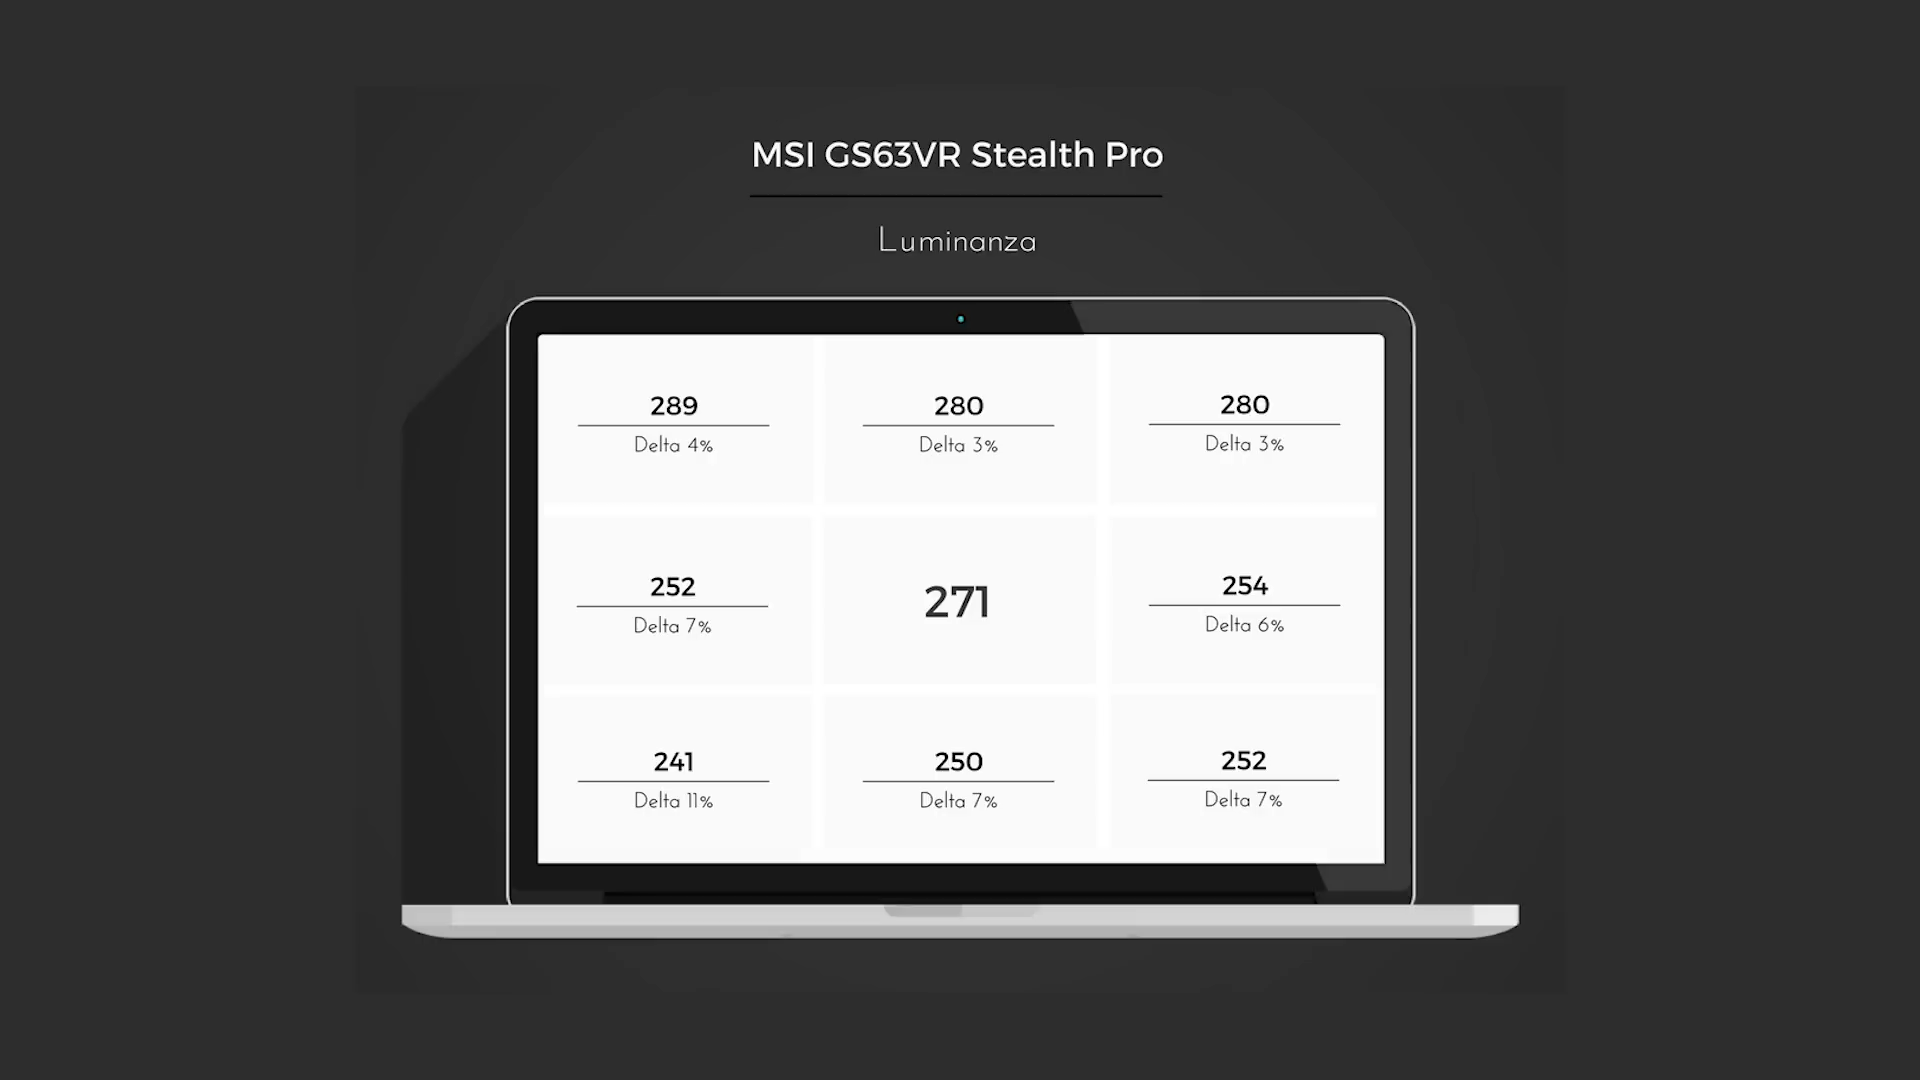 MSI GS63VR Stealth Pro
Luminanza
289
Delta 4%
280
Delta 3%
280
Delta 3%
252
Delta 7%
271
254
Delta 6%
241
Delta 11%
250
Delta 7%
252
Delta 7%